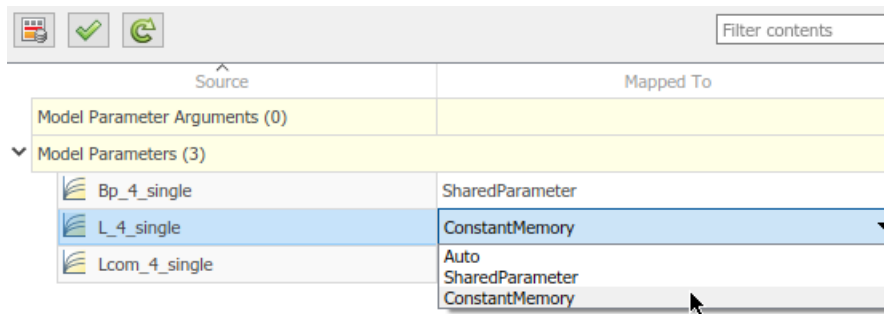 Filter contents
Source Mapped To
Model Parameter Arguments (0)
Model Parameters (3)
Bp_4_single SharedParameter
L_4_single ConstantMemory
Auto
Lcom_4_single
SharedParameter
ConstantMemory